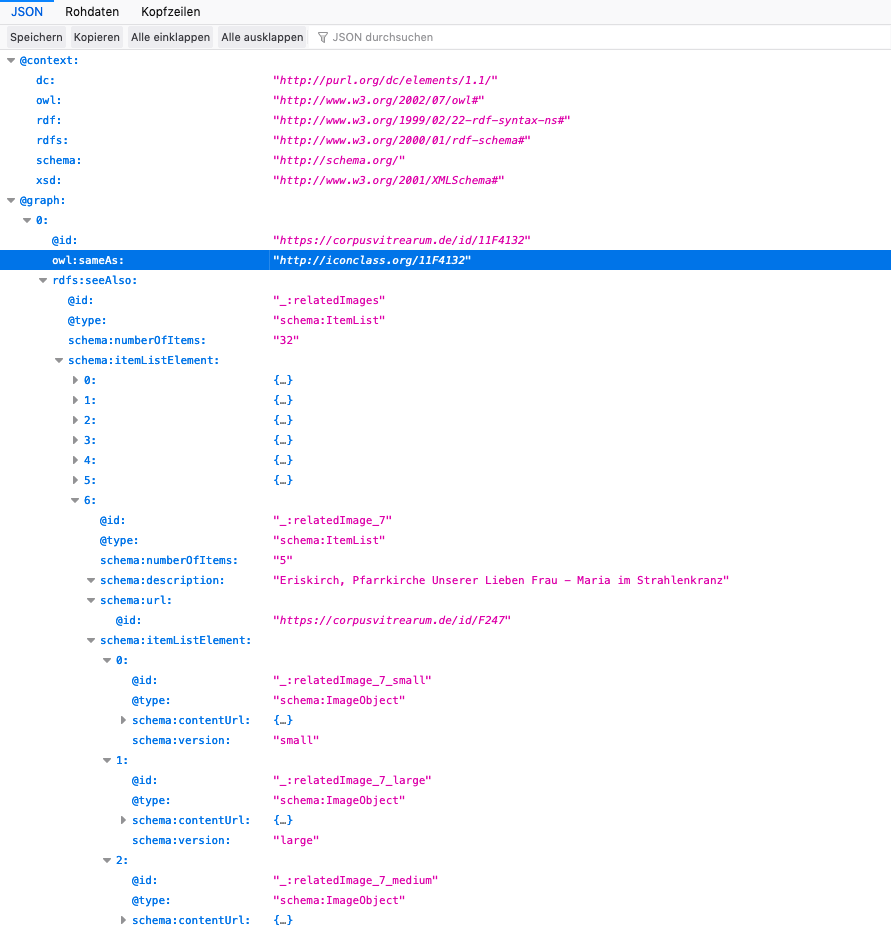 JSON Rohdaten Kopfzeilen
Speichern Kopieren Alle einklappen Alle ausklappen JSON durchsuchen
@context:
dc: "http://purl.org/dc/elements/1.1/"
owl: "http://www.w3.org/2002/07/owl#"
rdf: "http://www.w3.org/1999/02/22-rdf-syntax-ns#"
rdfs: "http://www.w3.org/2000/01/rdf-schema#"
schema: "http://schema.org/"
xsd: "http://www.w3.org/2001/XMLSchema#"
@graph:
0:
@id: "https://corpusvitrearum.de/id/11F4132"
owl:sameAs: "http://iconclass.org/11F4132"
rdfs:seeAlso:
@id: "_:relatedImages"
@type: "schema:ItemList"
schema:numberOfItems: "32"
schema:itemListElement:
0: {…}
1: {…}
2: {…}
3: {…}
4: {…}
5: {…}
6:
@id: "_:relatedImage_7"
@type: "schema:ItemList"
schema:numberOfItems: "5"
schema:description: "Eriskirch, Pfarrkirche Unserer Lieben Frau – Maria im Strahlenkranz"
schema:url:
@id: "https://corpusvitrearum.de/id/F247"
schema:itemListElement:
0:
@id: "_:relatedImage_7_small"
@type: "schema:ImageObject"
schema:contentUrl: {…}
schema:version: "small"
1:
@id: "_:relatedImage_7_large"
@type: "schema:ImageObject"
schema:contentUrl: {…}
schema:version: "large"
2:
@id: "_:relatedImage_7_medium"
@type: "schema:ImageObject"
schema:contentUrl: {…}